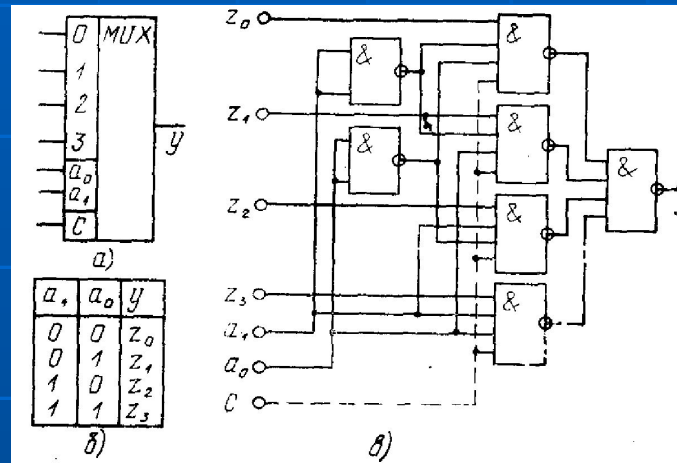 0 MUX
1
2
3
y
a₀
a₁
C
а)
a₁ a₀ y
0 0 z₀
0 1 z₁
1 0 z₂
1 1 z₃
б)
z₀
z₁
z₂
z₃
a₁
a₀
C
&
&
&
&
&
&
&
в)